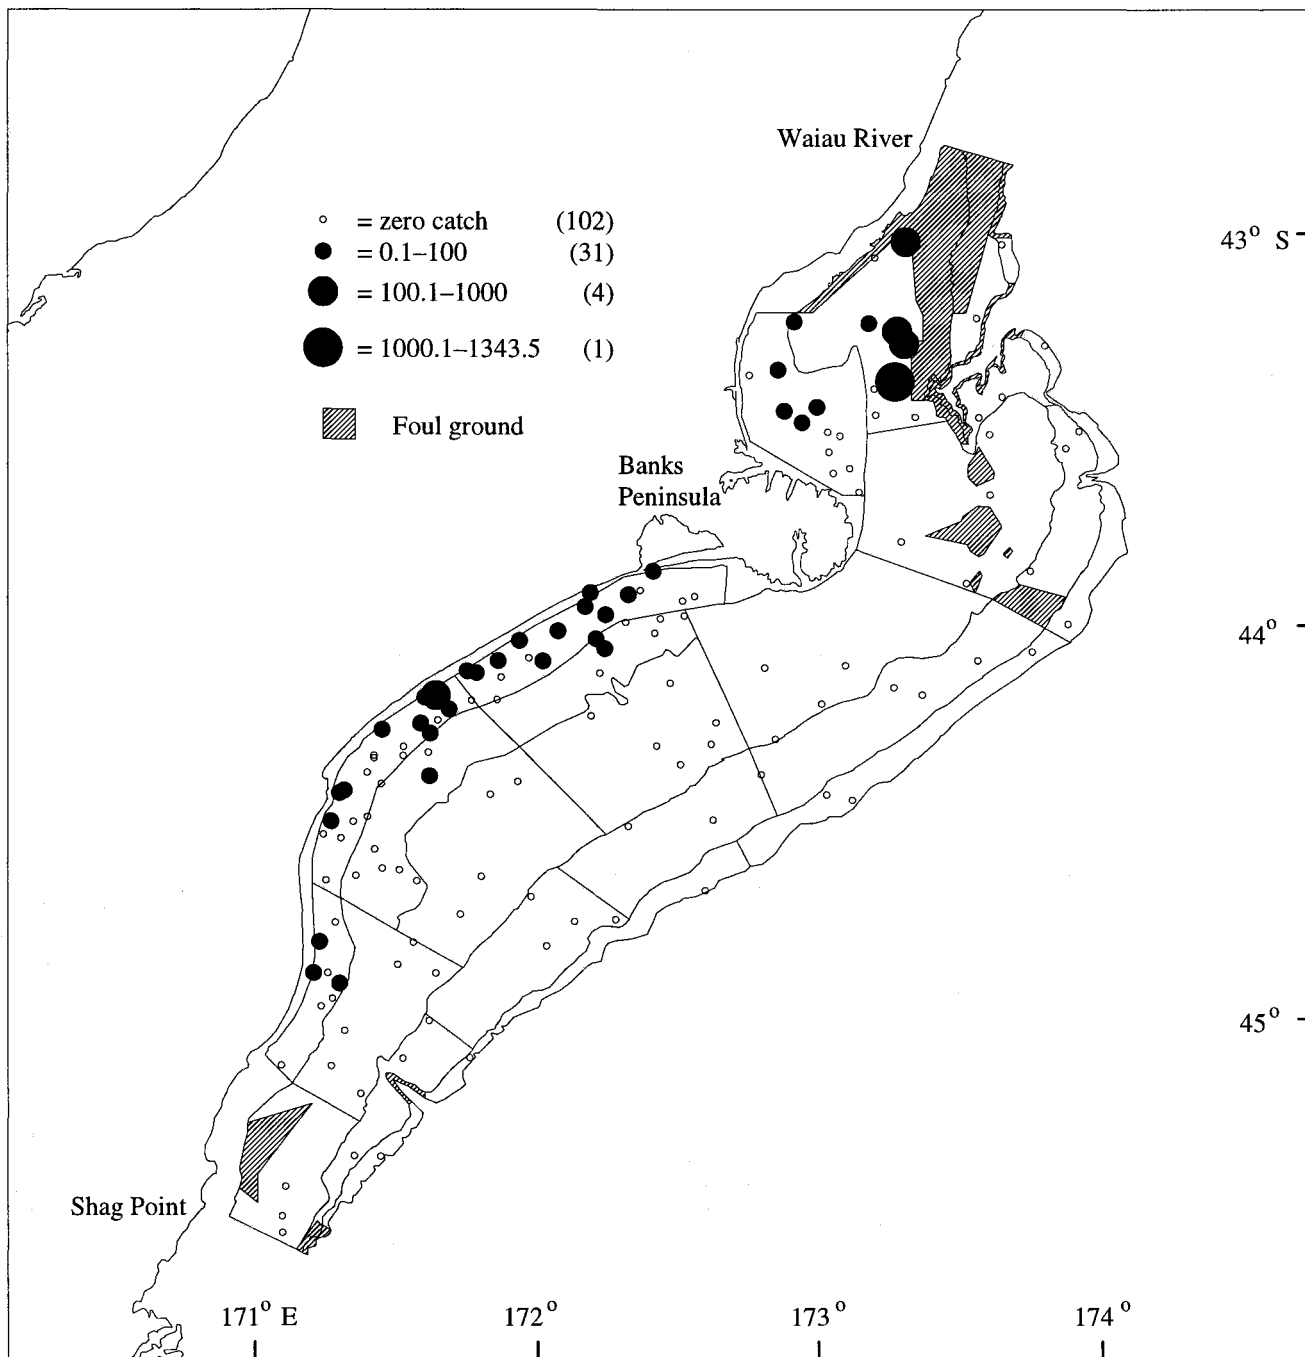 Waiau River
= zero catch (102)
= 0.1–100 (31)
= 100.1–1000 (4)
= 1000.1–1343.5 (1)
Foul ground
43° S
Banks
Peninsula
44°
45°
Shag Point
171° E 172° 173° 174°